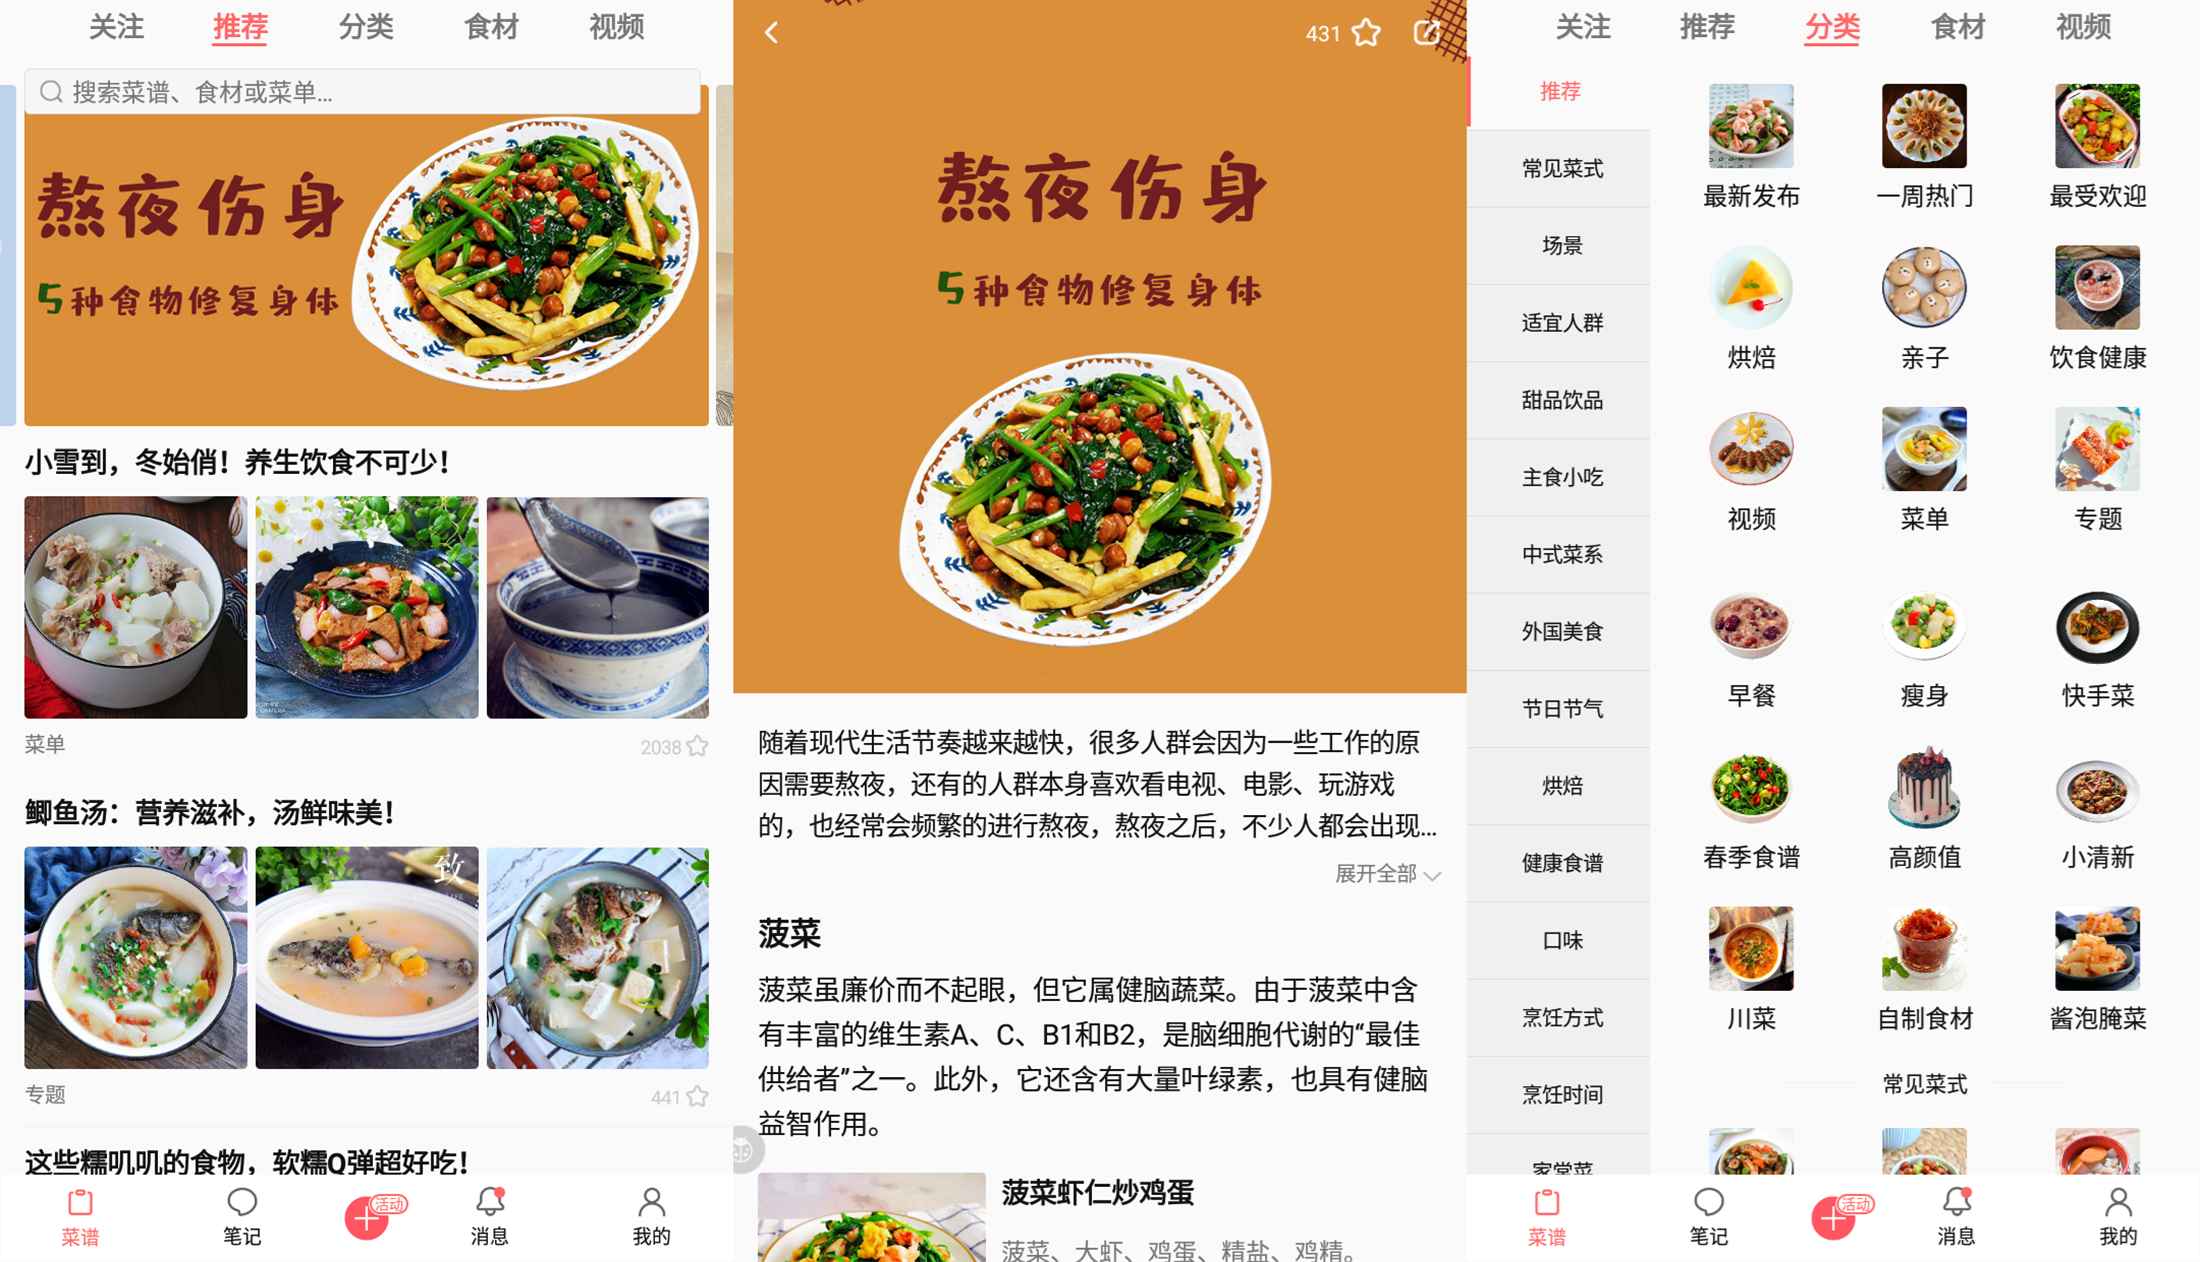 关注 推荐 分类 食材 视频
搜索菜谱、食材或菜单...
熬夜伤身
5种食物修复身体
小雪到，冬始俏！养生饮食不可少！
菜单 2038
鲫鱼汤：营养滋补，汤鲜味美！
致
专题 441
这些糯叽叽的食物，软糯Q弹超好吃！
菜谱 笔记 活动 消息 我的
431
熬夜伤身
5种食物修复身体
随着现代生活节奏越来越快，很多人群会因为一些工作的原
因需要熬夜，还有的人群本身喜欢看电视、电影、玩游戏
的，也经常会频繁的进行熬夜，熬夜之后，不少人都会出现...
展开全部
菠菜
菠菜虽廉价而不起眼，但它属健脑蔬菜。由于菠菜中含
有丰富的维生素A、C、B1和B2，是脑细胞代谢的“最佳
供给者”之一。此外，它还含有大量叶绿素，也具有健脑
益智作用。
菠菜虾仁炒鸡蛋
菠菜、大虾、鸡蛋、精盐、鸡精。
关注 推荐 分类 食材 视频
推荐
常见菜式
场景
适宜人群
甜品饮品
主食小吃
中式菜系
外国美食
节日节气
烘焙
健康食谱
口味
烹饪方式
烹饪时间
家常菜
最新发布 一周热门 最受欢迎
烘焙 亲子 饮食健康
视频 菜单 专题
早餐 瘦身 快手菜
春季食谱 高颜值 小清新
川菜 自制食材 酱泡腌菜
常见菜式
菜谱 笔记 活动 消息 我的